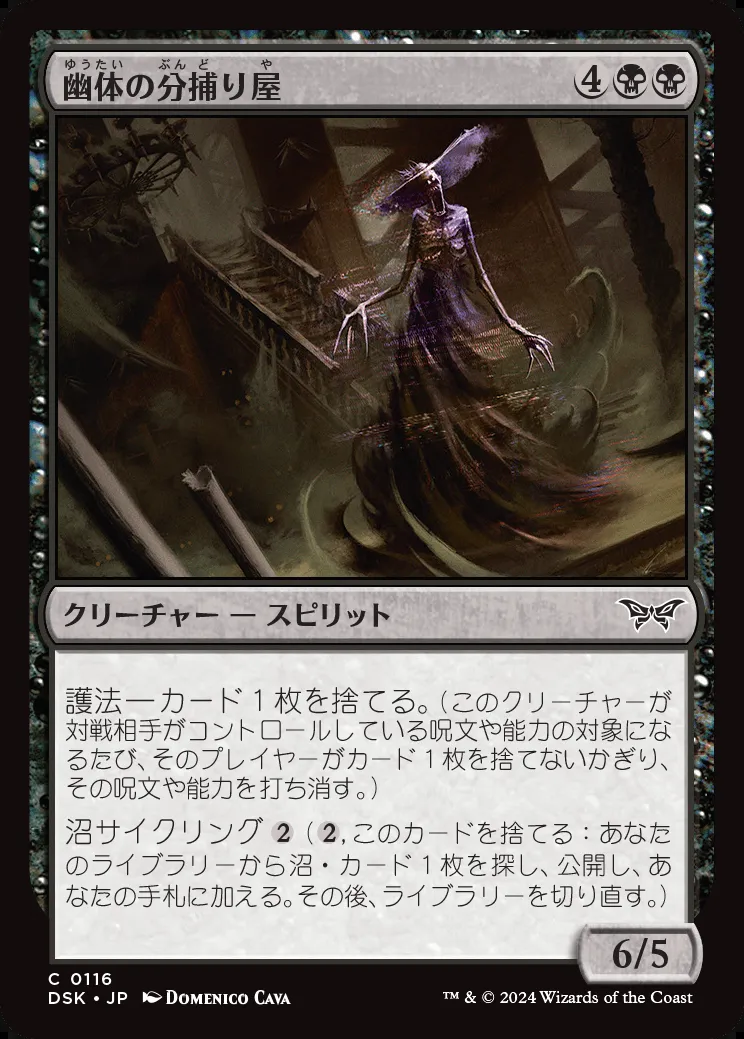 ゆうたい ぶんど や
幽体の分捕り屋 4
クリーチャー — スピリット
護法—カード1枚を捨てる。(このクリーチャーが
対戦相手がコントロールしている呪文や能力の対象にな
るたび、そのプレイヤーがカード1枚を捨てないかぎり、
その呪文や能力を打ち消す。)
沼サイクリング 2 ( 2 , このカードを捨てる:あなた
のライブラリーから沼・カード1枚を探し、公開し、あ
なたの手札に加える。その後、ライブラリーを切り直す。)
6/5
C 0116
DSK • JP DOMENICO CAVA
™ & © 2024 Wizards of the Coast